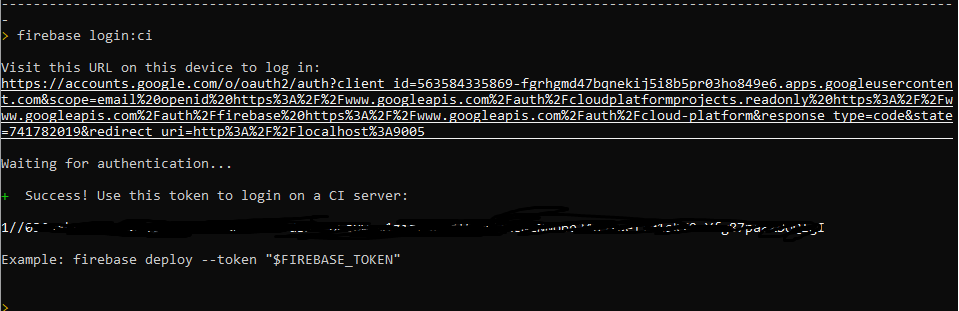 > firebase login:ci
Visit this URL on this device to log in:
https://accounts.google.com/o/oauth2/auth?client_id=563584335869-fgrhgmd47bqnekij5i8b5pr03ho849e6.apps.googleuserconten
t.com&scope=email%20openid%20https%3A%2F%2Fwww.googleapis.com%2Fauth%2Fcloudplatformprojects.readonly%20https%3A%2F%2Fw
ww.googleapis.com%2Fauth%2Ffirebase%20https%3A%2F%2Fwww.googleapis.com%2Fauth%2Fcloud-platform&response_type=code&state
=741782019&redirect_uri=http%3A%2F%2Flocalhost%3A9005
Waiting for authentication...
+ Success! Use this token to login on a CI server:
Example: firebase deploy --token "$FIREBASE_TOKEN"
>